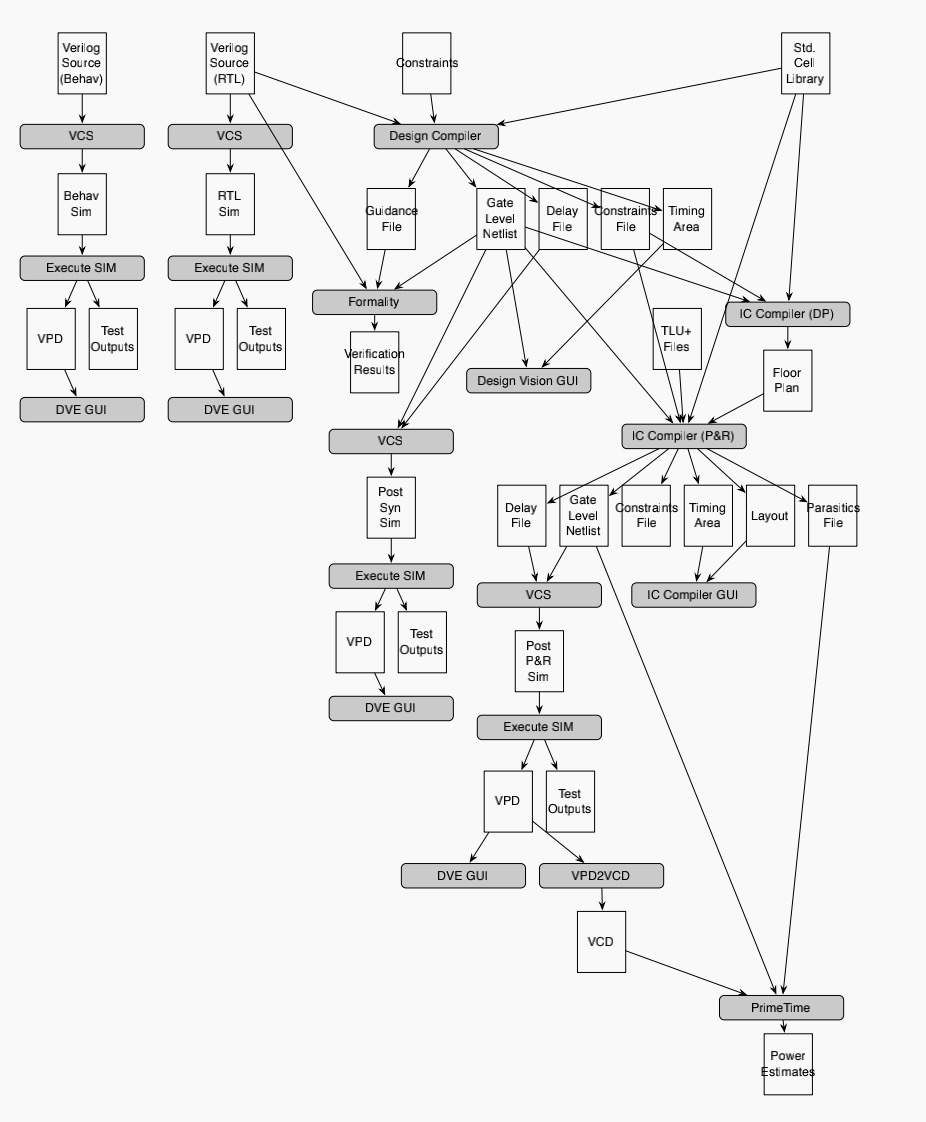 Verilog
Source
(Behav)
Verilog
Source
(RTL)
Constraints
Std.
Cell
Library
VCS
VCS
Design Compiler
Behav
Sim
RTL
Sim
Guidance
File
Gate
Level
Netlist
Delay
File
Constraints
File
Timing
Area
Execute SIM
Execute SIM
Formality
IC Compiler (DP)
VPD
Test
Outputs
VPD
Test
Outputs
Verification
Results
TLU+
Files
Design Vision GUI
Floor
Plan
DVE GUI
DVE GUI
VCS
IC Compiler (P&R)
Post
Syn
Sim
Delay
File
Gate
Level
Netlist
Constraints
File
Timing
Area
Layout
Parasitics
File
Execute SIM
VCS
IC Compiler GUI
VPD
Test
Outputs
Post
P&R
Sim
DVE GUI
Execute SIM
VPD
Test
Outputs
DVE GUI
VPD2VCD
VCD
PrimeTime
Power
Estimates